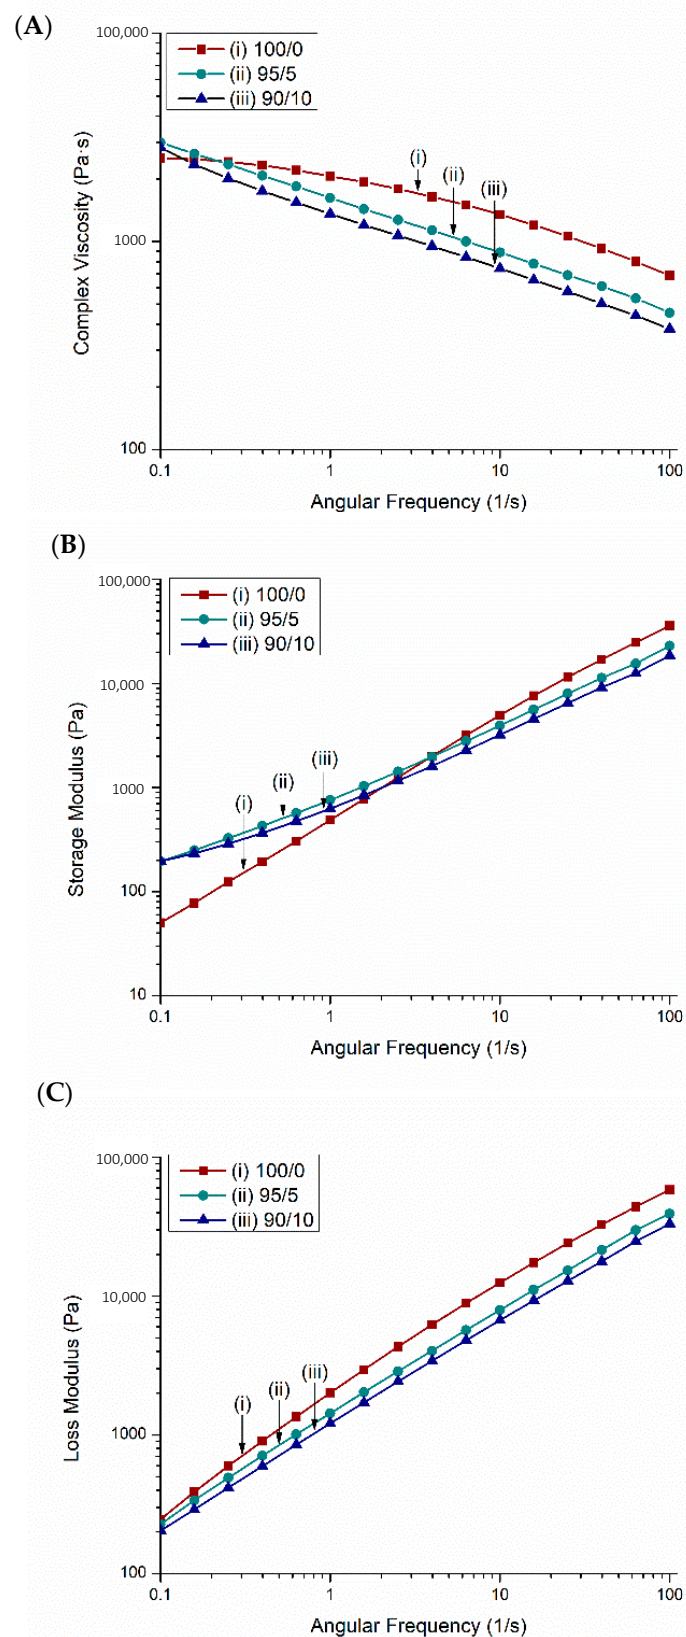 (A)
100,000
(i) 100/0
(ii) 95/5
(iii) 90/10
(i)
(ii)
(iii)
1000
100
Complex Viscosity (Pa·s)
0.1 1 10 100
Angular Frequency (1/s)
(B)
100,000
(i) 100/0
(ii) 95/5
(iii) 90/10
10,000
(iii)
(ii)
1000
(i)
100
10
Storage Modulus (Pa)
0.1 1 10 100
Angular Frequency (1/s)
(C)
100,000
(i) 100/0
(ii) 95/5
(iii) 90/10
10,000
(iii)
(ii)
(i)
1000
100
Loss Modulus (Pa)
0.1 1 10 100
Angular Frequency (1/s)